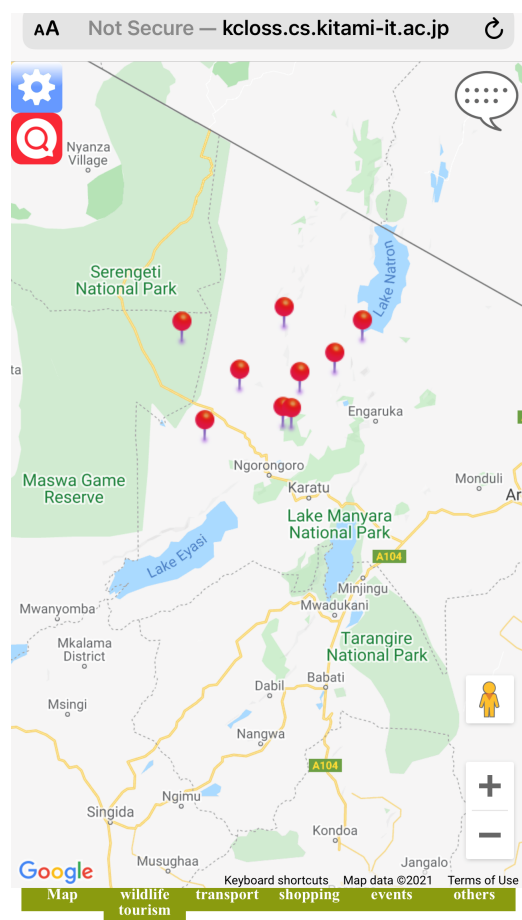 AA Not Secure — kcloss.cs.kitami-it.ac.jp
Nyanza
Village
Lake Natron
Serengeti
National Park
ta
Engaruka
Ngorongoro
Maswa Game
Reserve
Karatu
Monduli
Ar
Lake Manyara
National Park
Lake Eyasi
A104
Minjingu
Mwanyomba
Mwadukani
Mkalama
District
Tarangire
National Park
Babati
Dabil
Msingi
Nangwa
A104
Ngimu
Singida
Kondoa
Musughaa
Jangalo
Google
Keyboard shortcuts Map data ©2021 Terms of Use
Map wildlife transport shopping events others
tourism